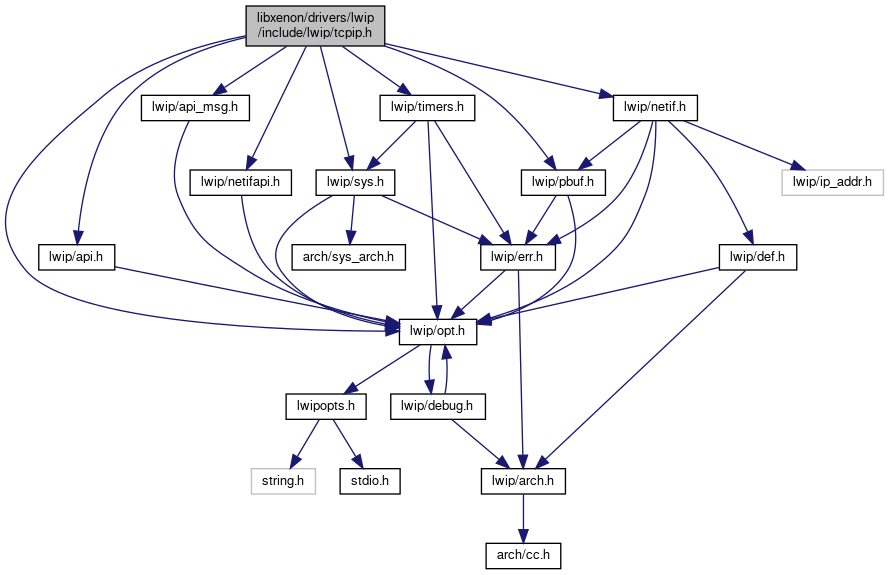 libxenon/drivers/lwip
/include/lwip/tcpip.h
lwip/api_msg.h
lwip/timers.h
lwip/netif.h
lwip/netifapi.h
lwip/sys.h
lwip/pbuf.h
lwip/ip_addr.h
lwip/api.h
arch/sys_arch.h
lwip/err.h
lwip/def.h
lwip/opt.h
lwipopts.h
lwip/debug.h
string.h
stdio.h
lwip/arch.h
arch/cc.h